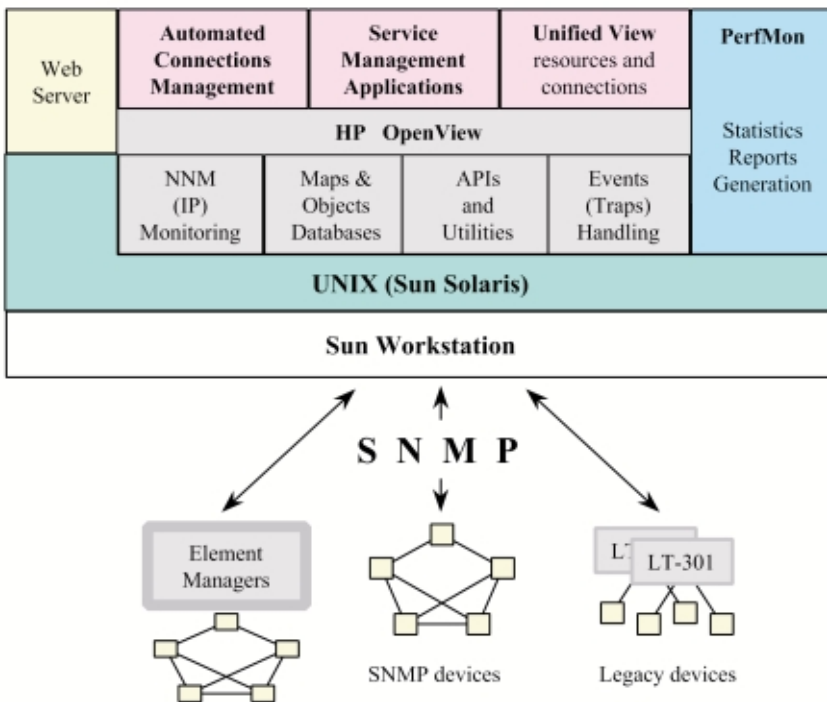 Web
Server
Automated
Connections
Management
Service
Management
Applications
Unified View
resources and
connections
PerfMon
Statistics
Reports
Generation
HP OpenView
NNM
(IP)
Monitoring
Maps &
Objects
Databases
APIs
and
Utilities
Events
(Traps)
Handling
UNIX (Sun Solaris)
Sun Workstation
S N M P
Element
Managers
LT
LT-301
SNMP devices
Legacy devices